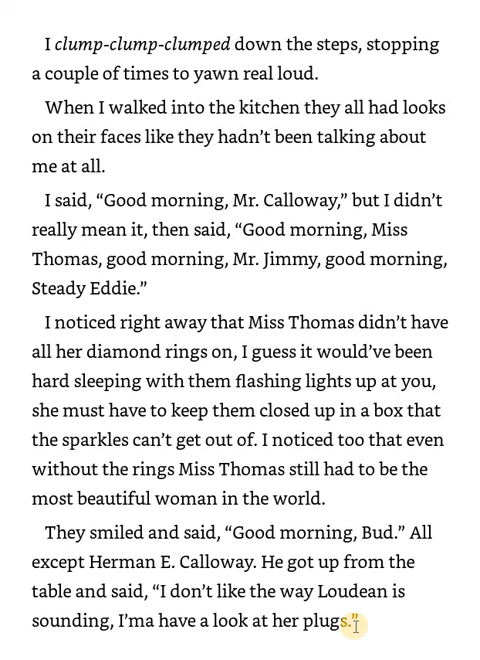 I clump-clump-clumped down the steps, stopping
a couple of times to yawn real loud.
When I walked into the kitchen they all had looks
on their faces like they hadn’t been talking about
me at all.
I said, “Good morning, Mr. Calloway,” but I didn’t
really mean it, then said, “Good morning, Miss
Thomas, good morning, Mr. Jimmy, good morning,
Steady Eddie.”
I noticed right away that Miss Thomas didn’t have
all her diamond rings on, I guess it would’ve been
hard sleeping with them flashing lights up at you,
she must have to keep them closed up in a box that
the sparkles can’t get out of. I noticed too that even
without the rings Miss Thomas still had to be the
most beautiful woman in the world.
They smiled and said, “Good morning, Bud.” All
except Herman E. Calloway. He got up from the
table and said, “I don’t like the way Loudean is
sounding, I’ma have a look at her plugs.”